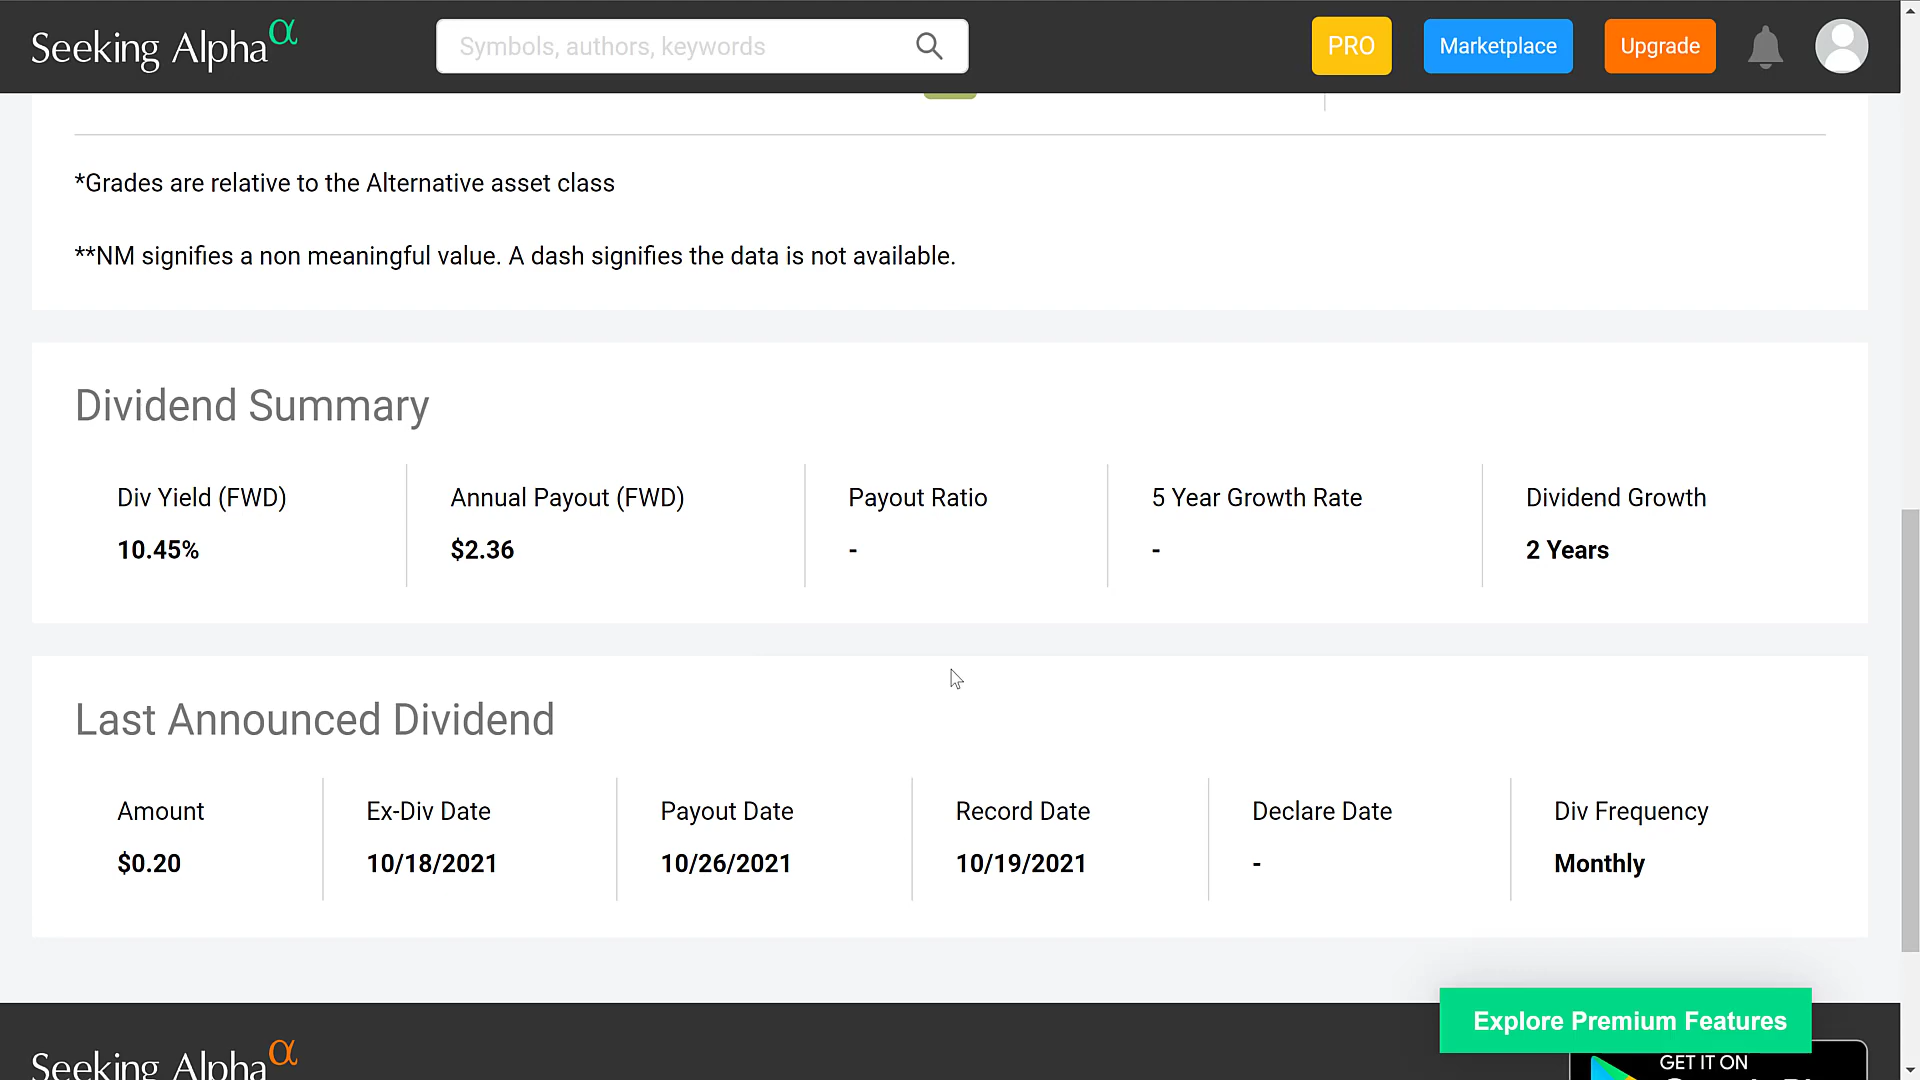 Seeking Alpha α
Symbols, authors, keywords
PRO
Marketplace
Upgrade
*Grades are relative to the Alternative asset class
**NM signifies a non meaningful value. A dash signifies the data is not available.
Dividend Summary
Div Yield (FWD)
10.45%
Annual Payout (FWD)
$2.36
Payout Ratio
-
5 Year Growth Rate
-
Dividend Growth
2 Years
Last Announced Dividend
Amount
$0.20
Ex-Div Date
10/18/2021
Payout Date
10/26/2021
Record Date
10/19/2021
Declare Date
-
Div Frequency
Monthly
Explore Premium Features
Seeking Alpha α
GET IT ON